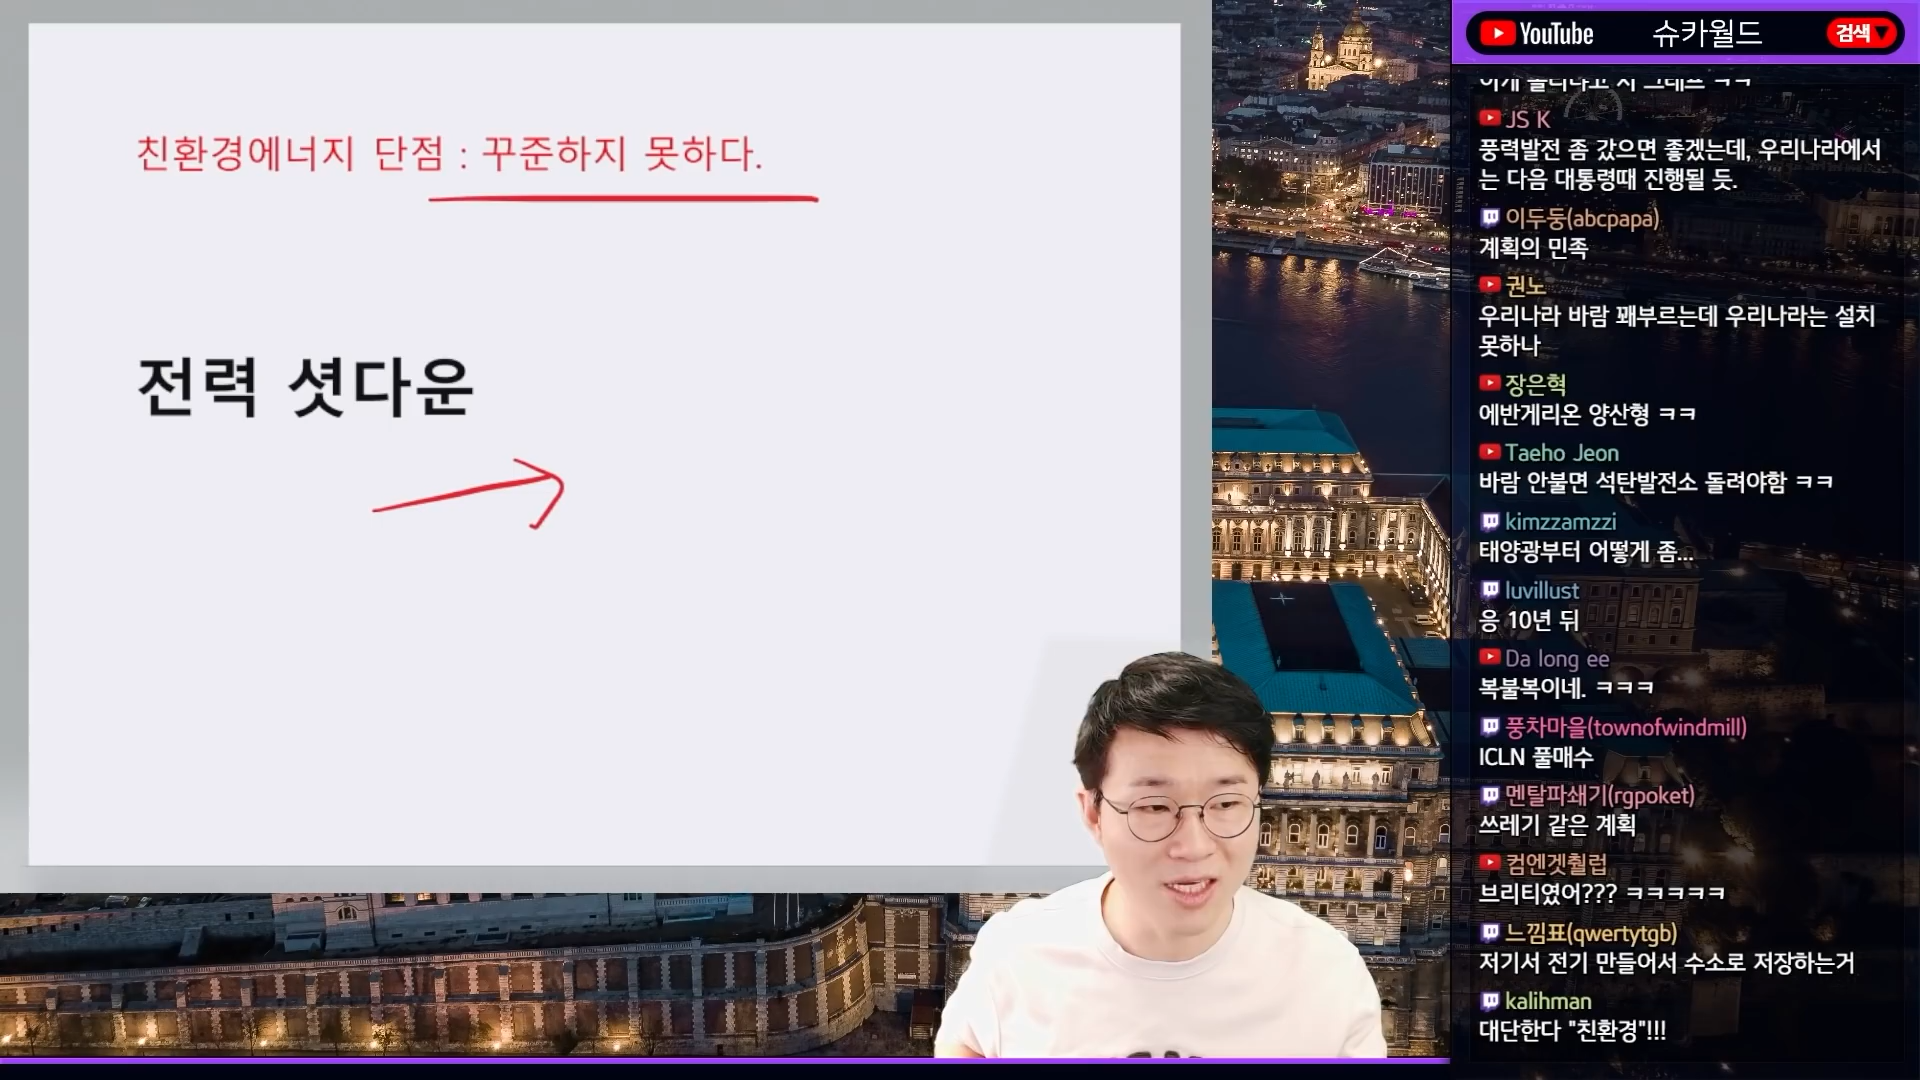 친환경에너지 단점 : 꾸준하지 못하다.
전력 셧다운
YouTube 슈카월드 검색
JS K
풍력발전 좀 갔으면 좋겠는데, 우리나라에서
는 다음 대통령때 진행될 듯.
이두둥(abcpapa)
계획의 민족
권노
우리나라 바람 꽤부르는데 우리나라는 설치
못하나
장은혁
에반게리온 양산형 ㅋㅋ
Taeho Jeon
바람 안불면 석탄발전소 돌려야함 ㅋㅋ
kimzzamzzi
태양광부터 어떻게 좀...
luvillust
응 10년 뒤
Da long ee
복불복이네. ㅋㅋㅋ
풍차마을(townofwindmill)
ICLN 풀매수
멘탈파쇄기(rgpoket)
쓰레기 같은 계획
컴엔겟췰럽
브리티였어??? ㅋㅋㅋㅋㅋ
느낌표(qwertytgb)
저기서 전기 만들어서 수소로 저장하는거
kalihman
대단한다 "친환경"!!!